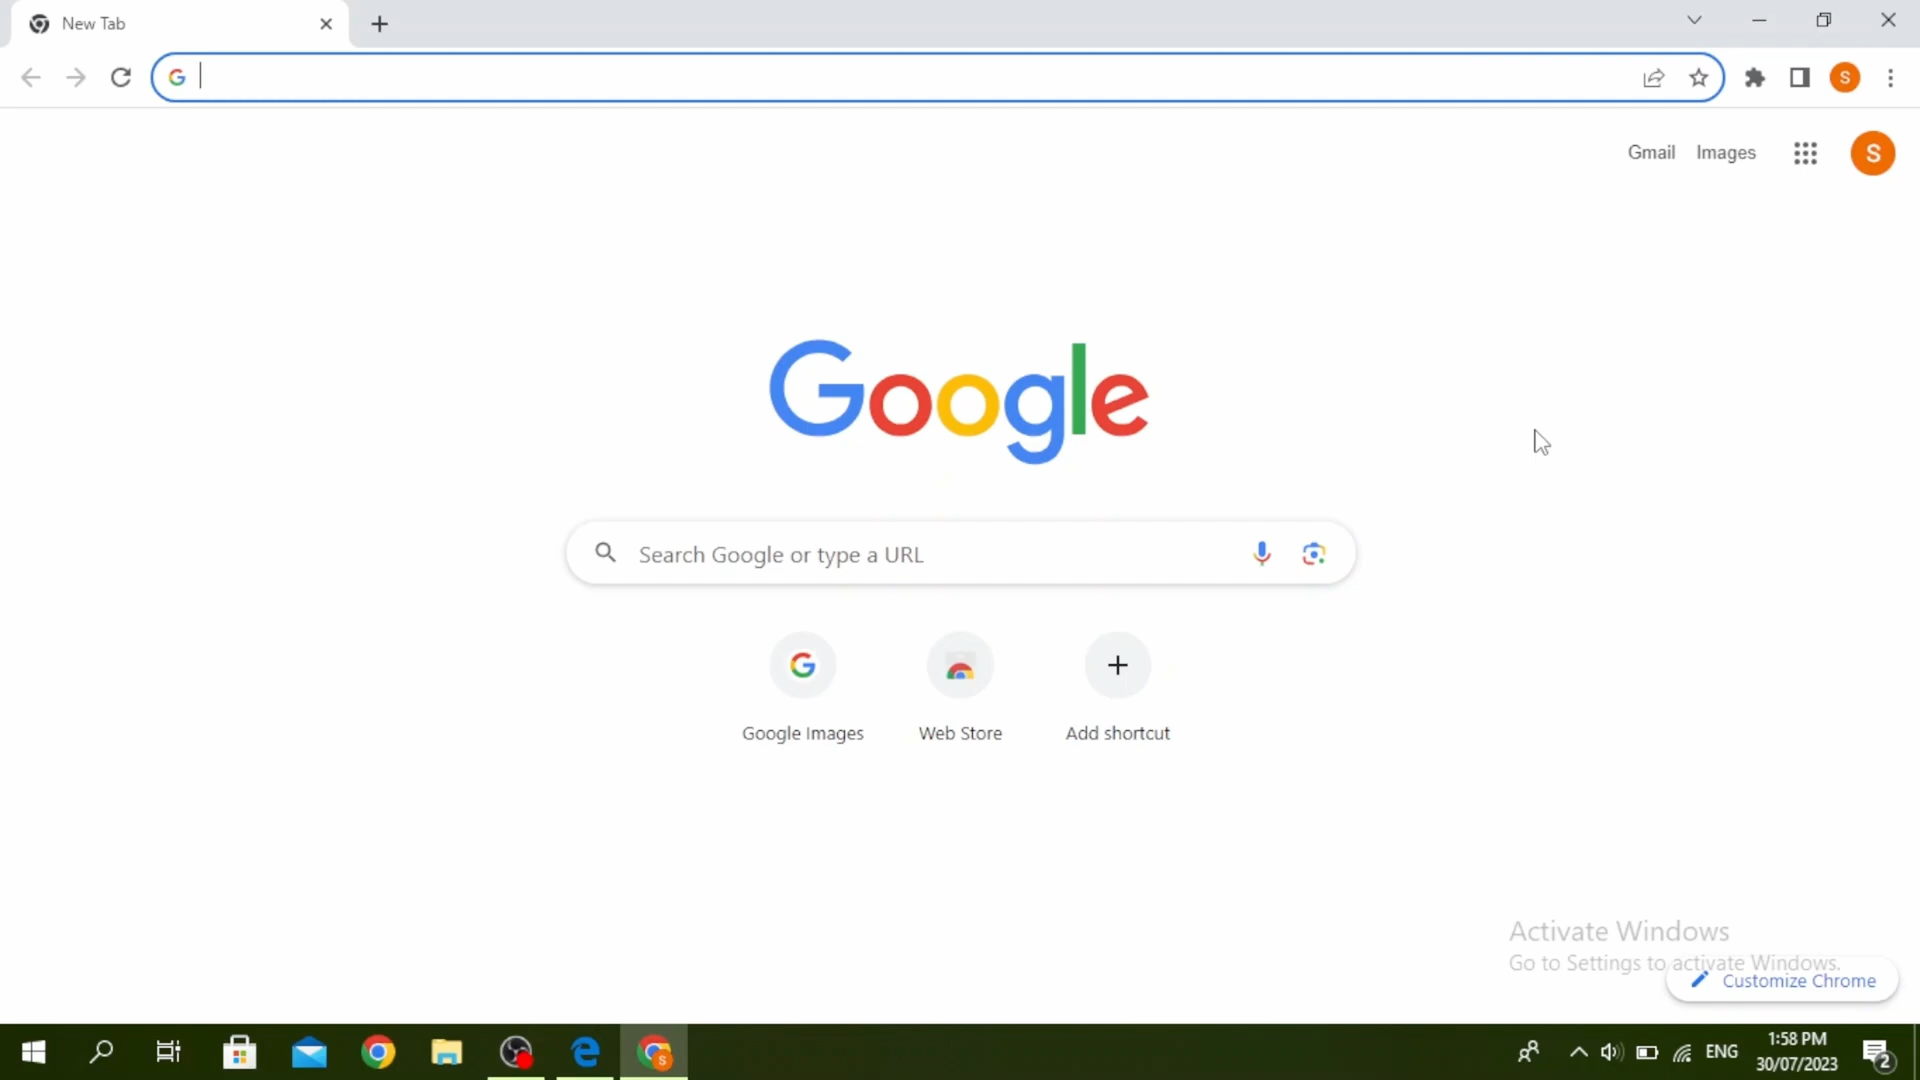 New Tab
Gmail Images
S
Google
Search Google or type a URL
Google Images
Web Store
Add shortcut
Activate Windows
Go to Settings to activate Windows.
Customize Chrome
ENG
1:58 PM
30/07/2023
2